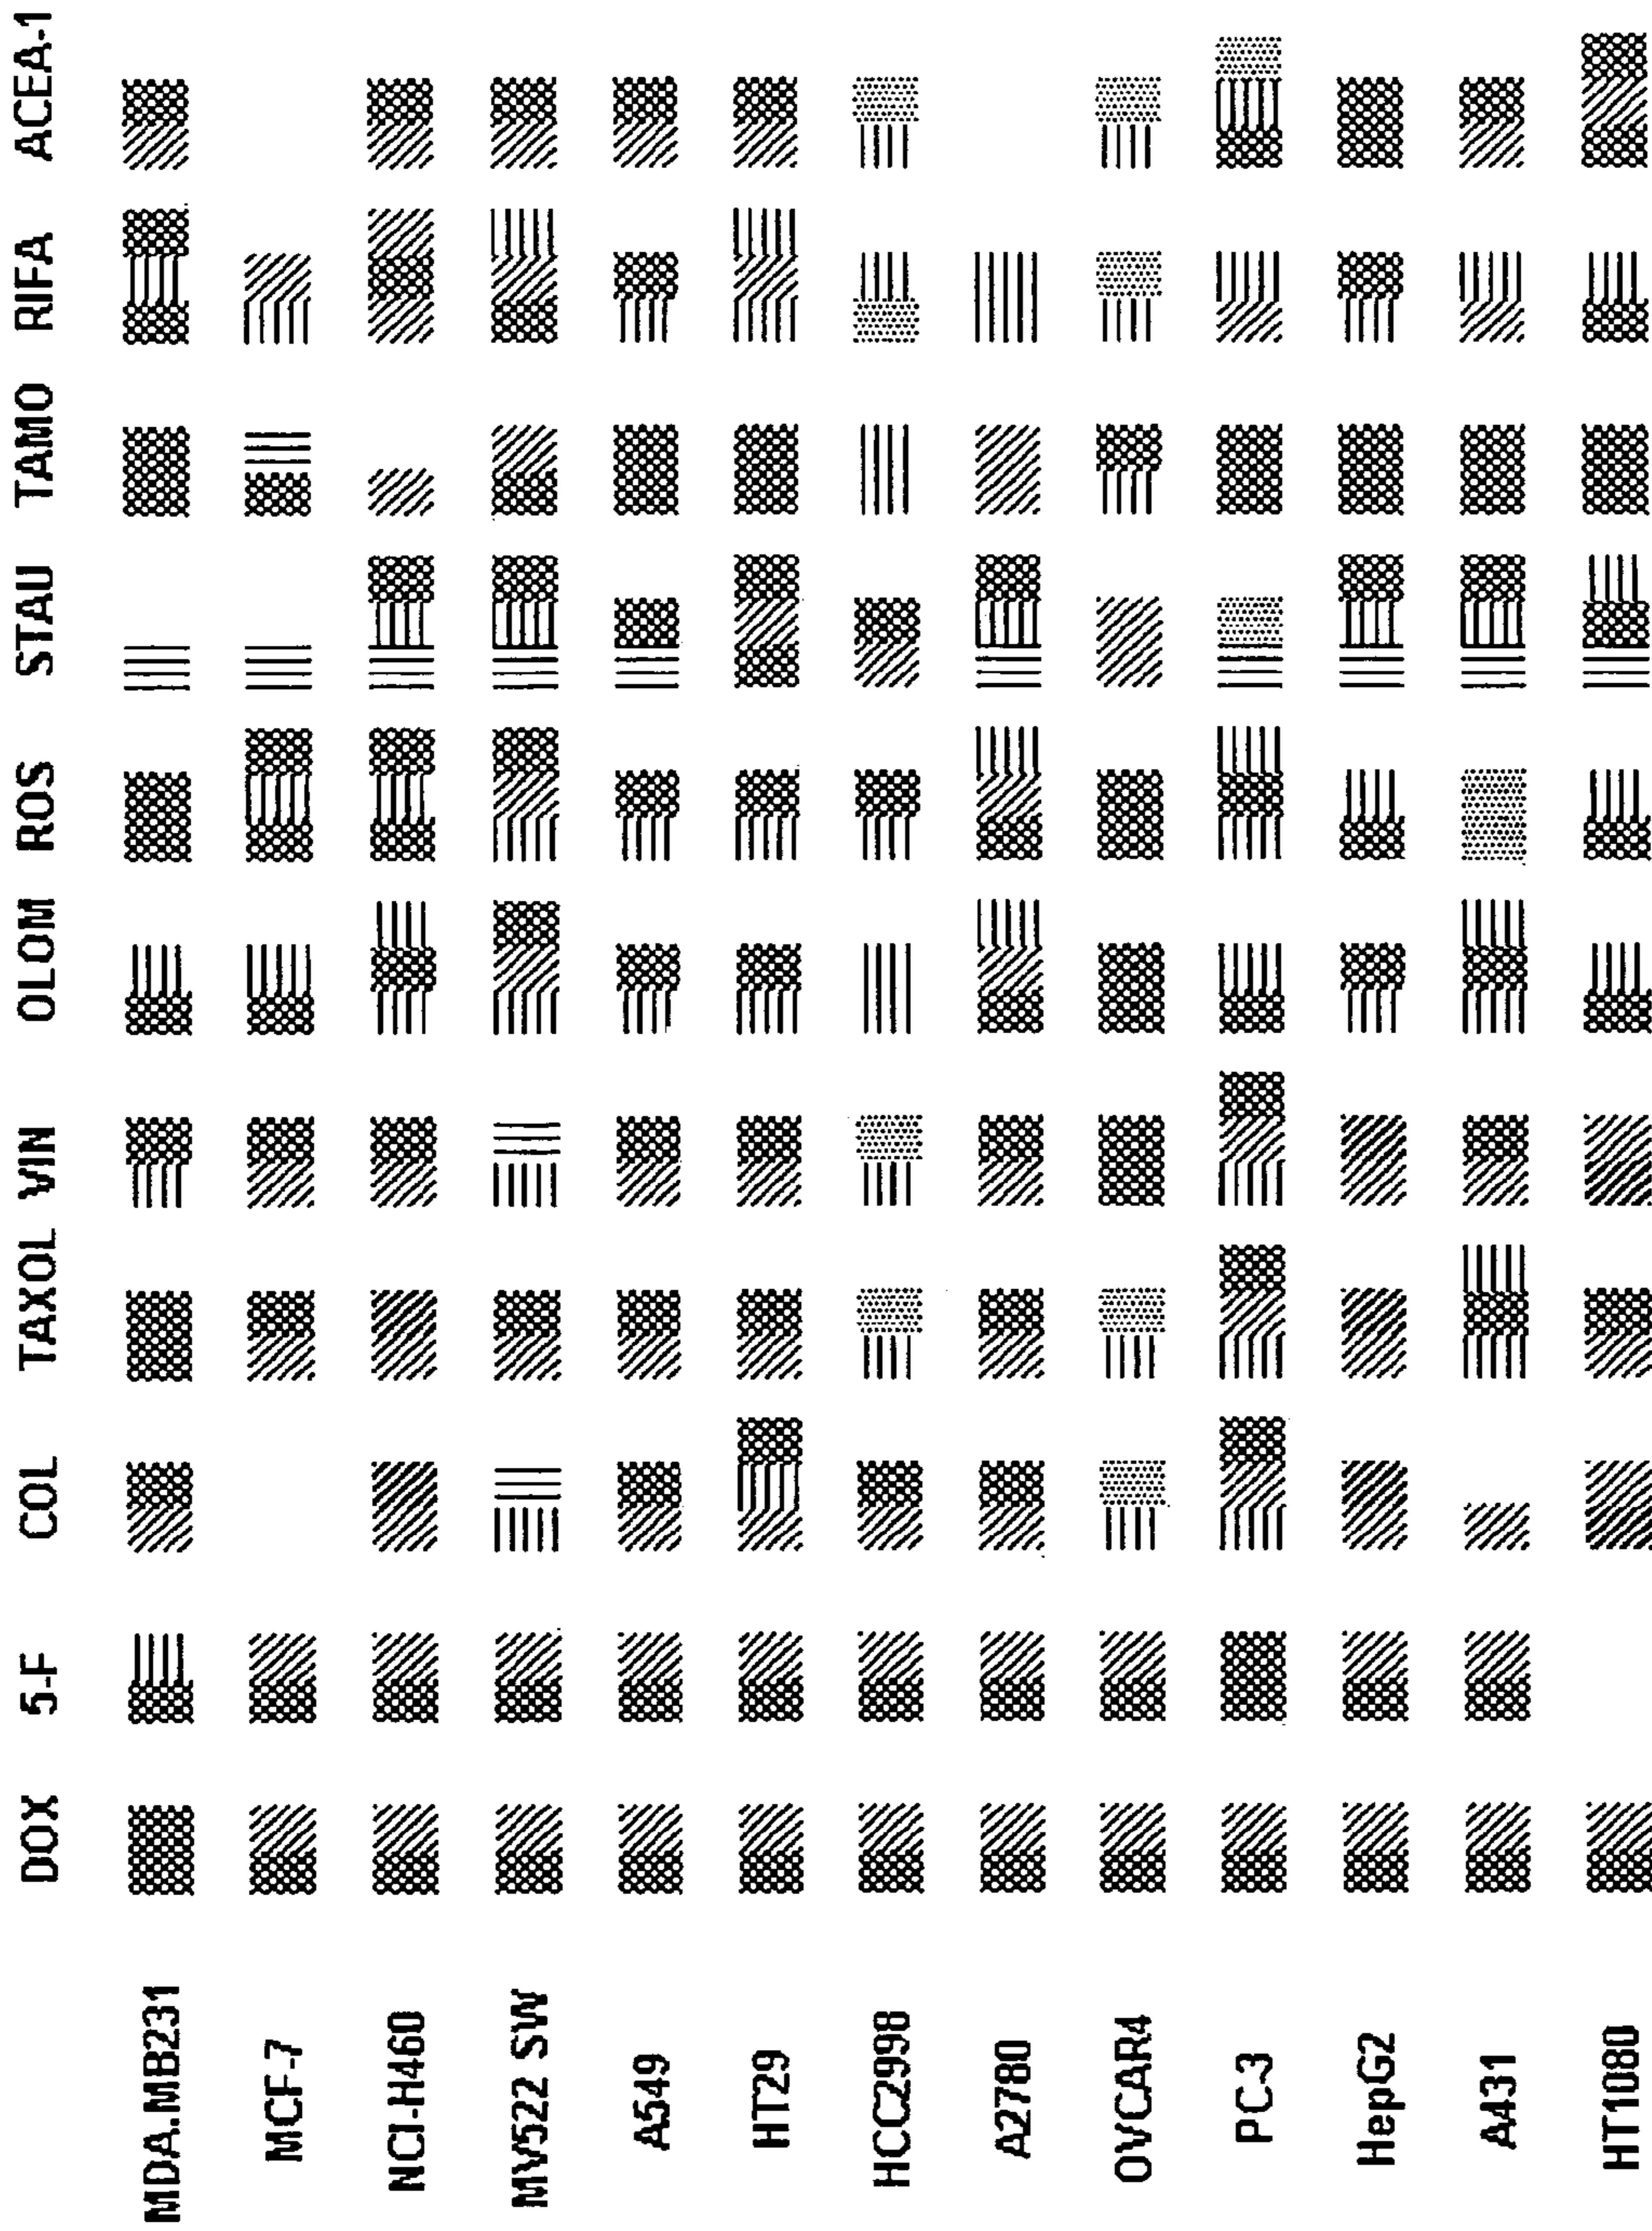 DOX 5-F COL TAXOL VIN OLOM ROS STAU TAMO RIFA ACEA-1
MDA.MB231
MCF-7
NCI-H460
MV522 SW
A549
HT29
HCC2998
A2780
OVCAR4
PC-3
HepG2
A431
HT1080